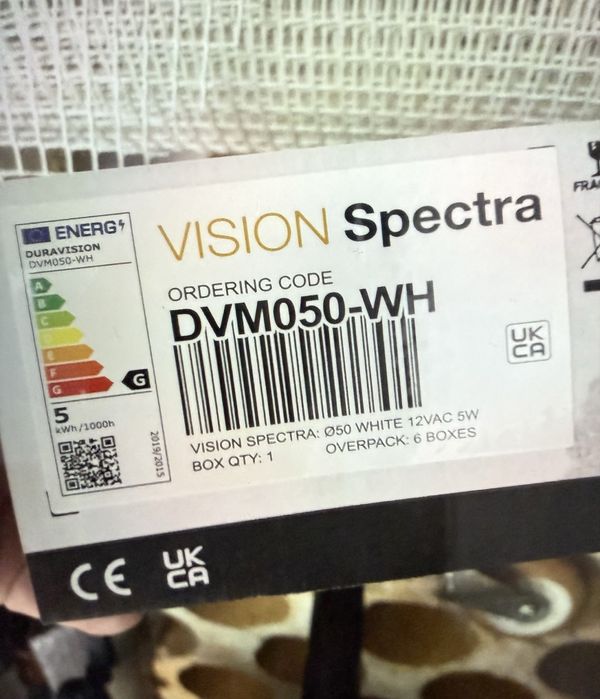 ENERG
DURAVISION
DVM050-WH
A
B
C
D
E
F
G
G
5
kWh/1000h
2019/2015
VISION Spectra
ORDERING CODE
DVM050-WH
VISION SPECTRA: Ø50 WHITE 12VAC 5W
BOX QTY: 1 OVERPACK: 6 BOXES
UK
CA
FRA
CE
UK
CA